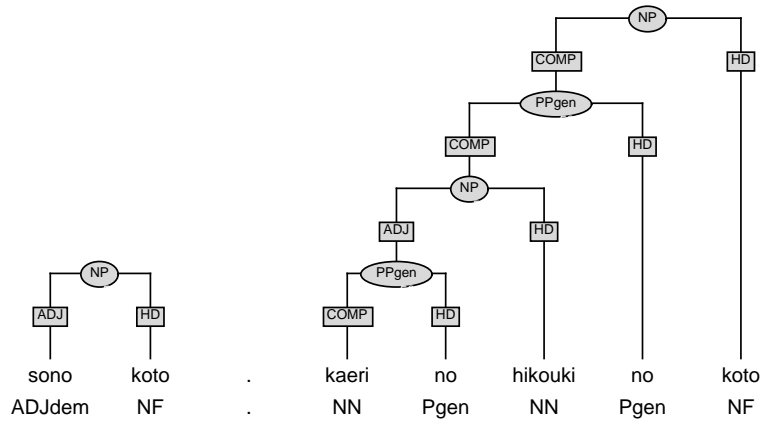 NP
COMP HD
PPgen
COMP HD
NP
ADJ HD
NP PPgen
ADJ HD COMP HD
sono koto . kaeri no hikouki no koto
ADJdem NF . NN Pgen NN Pgen NF